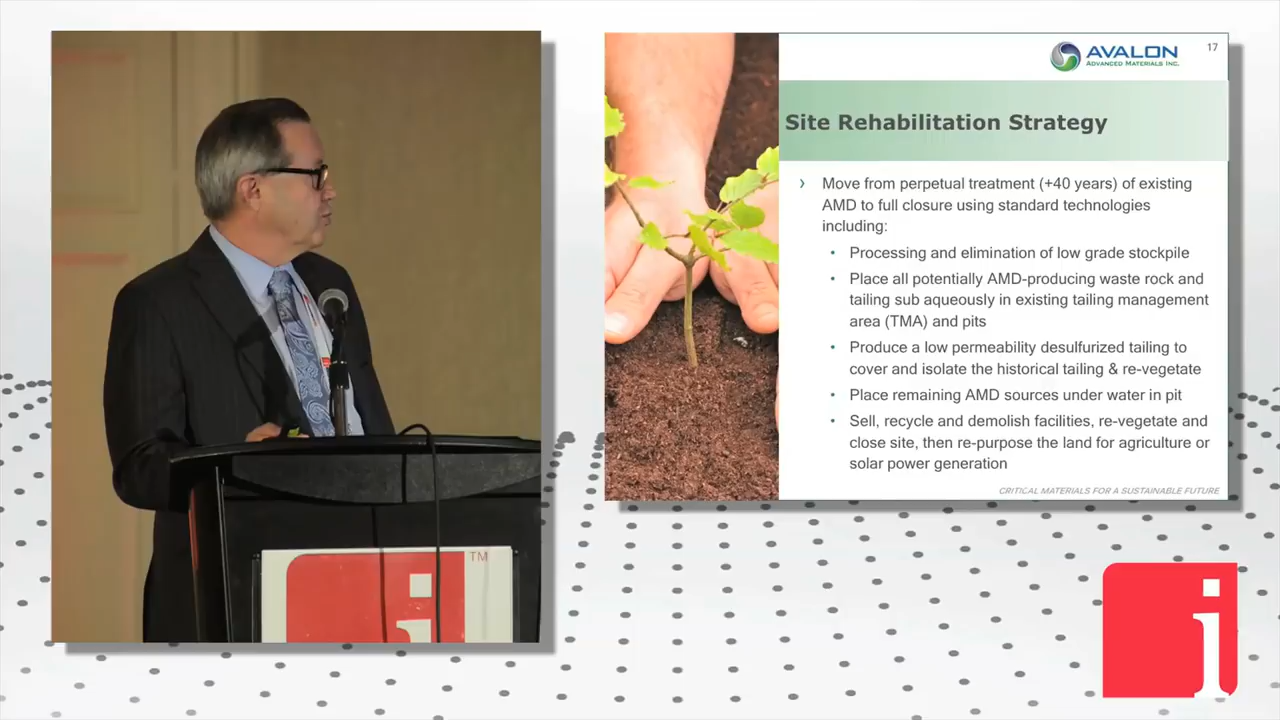 AVALON
ADVANCED MATERIALS INC.
17
Site Rehabilitation Strategy
› Move from perpetual treatment (+40 years) of existing
AMD to full closure using standard technologies
including:
• Processing and elimination of low grade stockpile
• Place all potentially AMD-producing waste rock and
tailing sub aqueously in existing tailing management
area (TMA) and pits
• Produce a low permeability desulfurized tailing to
cover and isolate the historical tailing & re-vegetate
• Place remaining AMD sources under water in pit
• Sell, recycle and demolish facilities, re-vegetate and
close site, then re-purpose the land for agriculture or
solar power generation
CRITICAL MATERIALS FOR A SUSTAINABLE FUTURE
i TM
i